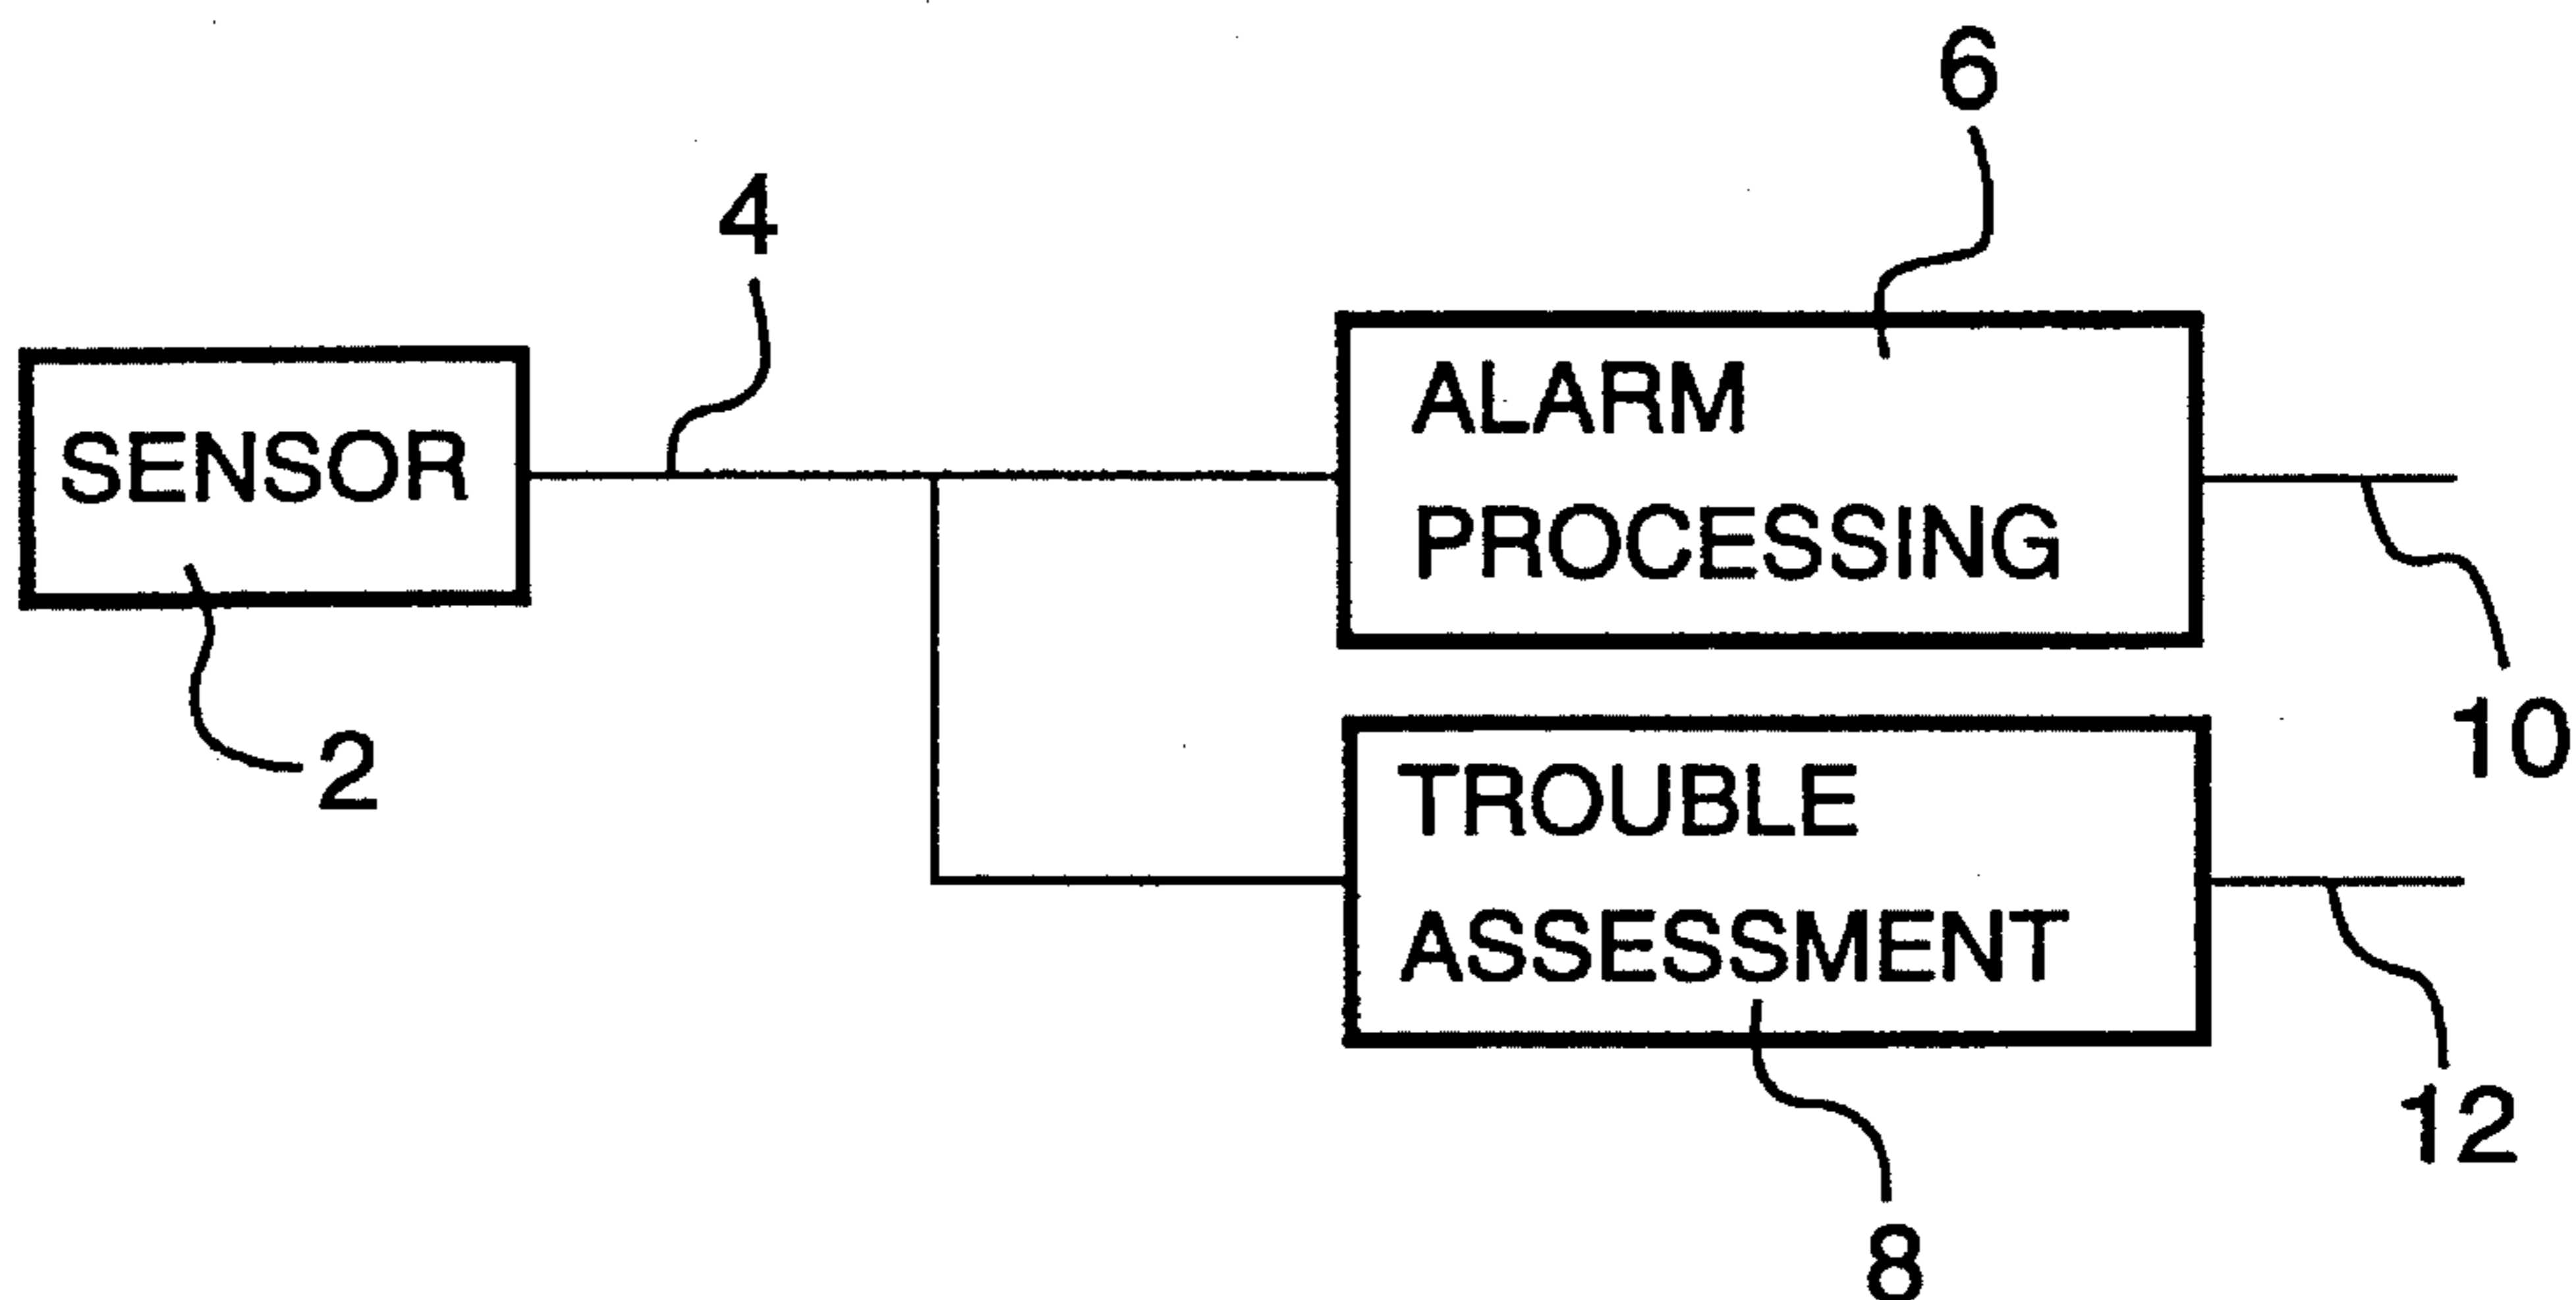 6
4
SENSOR
ALARM
PROCESSING
2
10
TROUBLE
ASSESSMENT
12
8